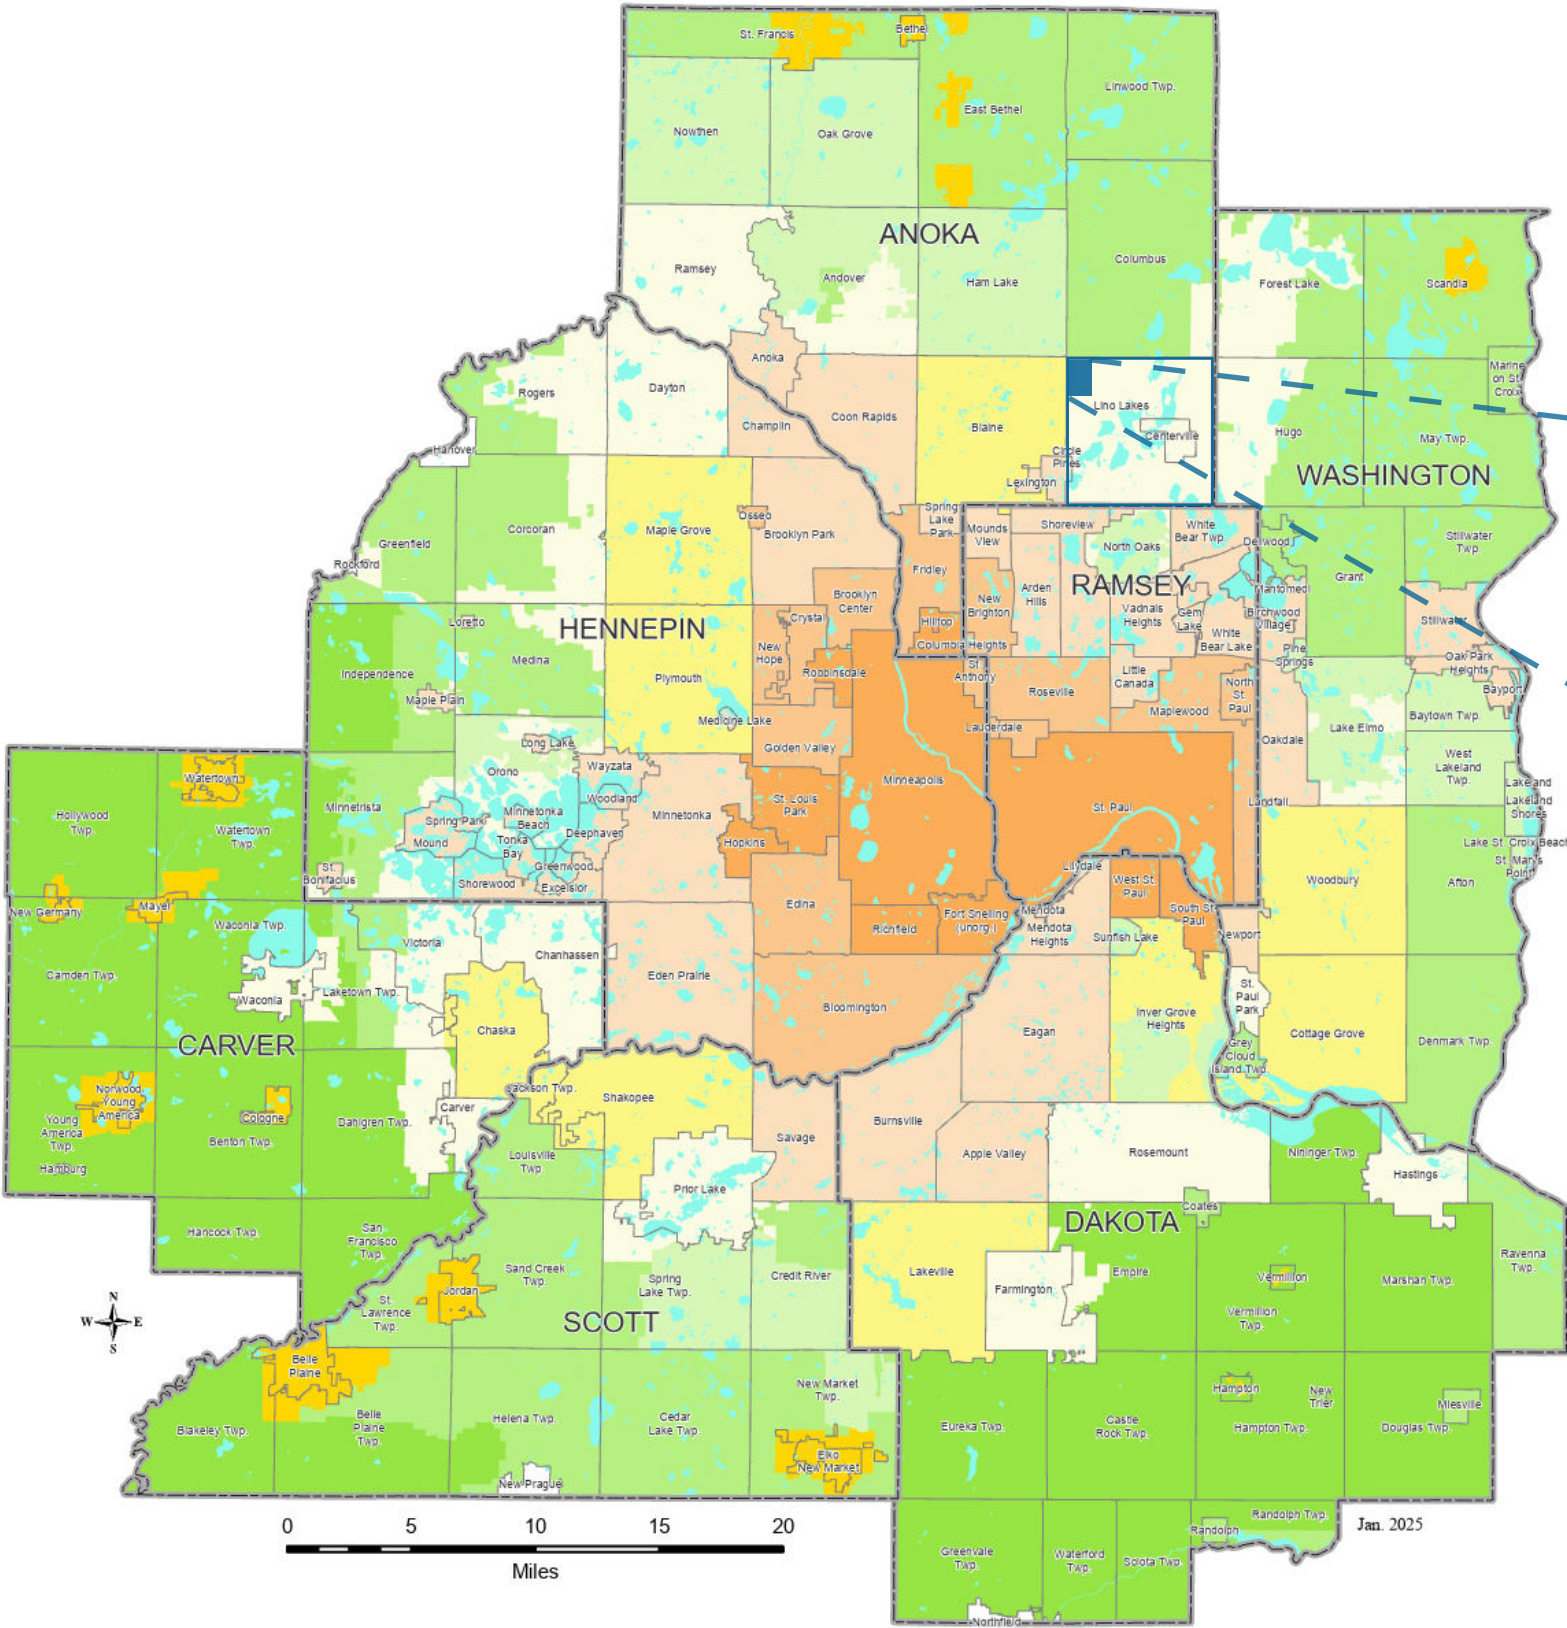 St. Francis
Bethel
Linwood Twp.
East Bethel
Nowthen
Oak Grove
ANOKA
Ramsey
Andover
Ham Lake
Columbus
Forest Lake
Scandia
Anoka
Marine
on St.
Croix
Rogers
Dayton
Champlin
Coon Rapids
Blaine
Lino Lakes
Centerville
Hugo
May Twp.
Hanover
Circle
Pines
Lexington
WASHINGTON
Corcoran
Maple Grove
Osseo
Brooklyn Park
Spring
Lake
Park
Mounds
View
Shoreview
White
Bear Twp.
North Oaks
Dellwood
Stillwater
Twp.
Greenfield
Rockford
Fridley
Arden
Hills
RAMSEY
Grant
Brooklyn
Center
New
Brighton
Vadnais
Heights
Gem
Lake
Mahtomedi
Birchwood
Village
Stillwater
Loretto
HENNEPIN
Crystal
Hilltop
White
Bear Lake
Columbia Heights
New
Hope
Medina
Pine
Springs
Oak Park
Heights
Independence
Plymouth
Robbinsdale
St.
Anthony
Little
Canada
North
St.
Paul
Bayport
Maple Plain
Roseville
Maplewood
Baytown Twp.
Medicine Lake
Lauderdale
Lake Elmo
Long Lake
Golden Valley
Oakdale
West
Lakeland
Twp.
Wayzata
Orono
Minneapolis
Watertown
Woodland
Lakeland
Lakeland
Shores
Hollywood
Twp.
Minnetrista
Minnetonka
Beach
Minnetonka
St. Louis
Park
St. Paul
Landfall
Spring Park
Watertown
Twp.
Deephaven
Mound
Tonka
Bay
Hopkins
Lake St. Croix Beach
St. Marys
Point
Greenwood
Lilydale
St.
Bonifacius
Shorewood
Excelsior
West St.
Paul
Woodbury
Afton
New Germany
Mayer
Edina
Fort Snelling
(unorg.)
Mendota
South St.
Paul
Waconia Twp.
Richfield
Mendota
Heights
Sunfish Lake
Newport
Victoria
Chanhassen
Camden Twp.
Eden Prairie
Laketown Twp.
Waconia
St.
Paul
Park
Bloomington
Inver Grove
Heights
Chaska
Eagan
Cottage Grove
CARVER
Denmark Twp.
Grey
Cloud
Island Twp.
Norwood
Young
America
Jackson Twp.
Shakopee
Carver
Young
America
Twp.
Cologne
Dahlgren Twp.
Burnsville
Benton Twp.
Savage
Louisville
Twp.
Apple Valley
Rosemount
Nininger Twp.
Hamburg
Hastings
Prior Lake
Coates
Hancock Twp.
San
Francisco
Twp.
DAKOTA
Ravenna
Twp.
Sand Creek
Twp.
Spring
Lake Twp.
Credit River
Lakeville
Empire
Vermillion
Marshan Twp.
Farmington
Jordan
St.
Lawrence
Twp.
Vermillion
Twp.
SCOTT
N
W E
S
Belle
Plaine
New Market
Twp.
Hampton
New
Trier
Miesville
Blakeley Twp.
Belle
Plaine
Twp.
Helena Twp.
Cedar
Lake Twp.
Eureka Twp.
Castle
Rock Twp.
Hampton Twp.
Douglas Twp.
Elko
New Market
New Prague
0 5 10 15 20
Miles
Randolph Twp.
Randolph
Jan. 2025
Greenvale
Twp.
Waterford
Twp.
Sciota Twp.
Northfield